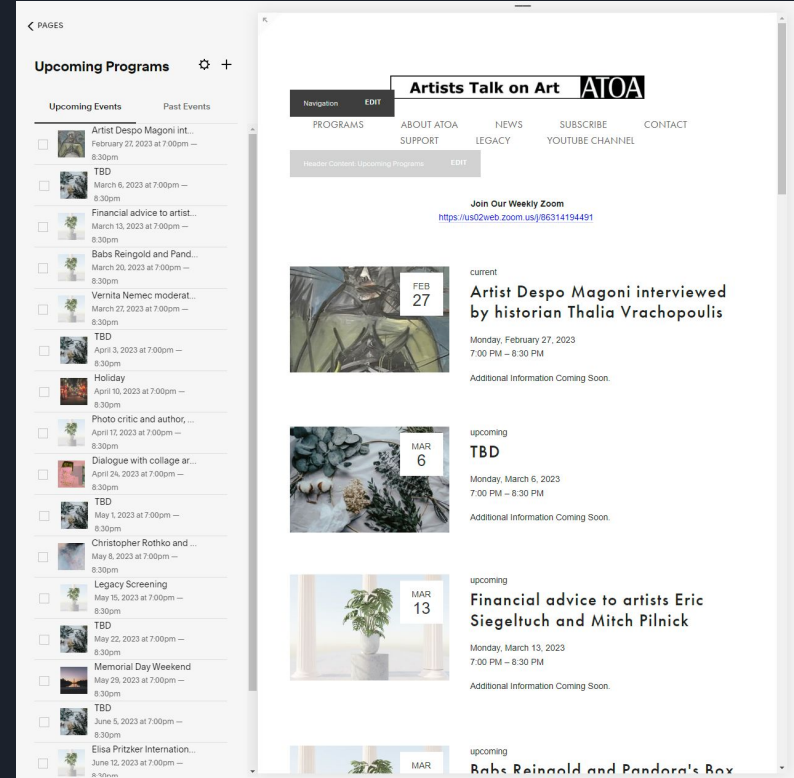 PAGES
Upcoming Programs
Upcoming Events Past Events
Artist Despo Magoni int...
February 27, 2023 at 7:00pm —
8:30pm
TBD
March 6, 2023 at 7:00pm —
8:30pm
Financial advice to artist...
March 13, 2023 at 7:00pm —
8:30pm
Babs Reingold and Pand...
March 20, 2023 at 7:00pm —
8:30pm
Vernita Nemec moderat...
March 27, 2023 at 7:00pm —
8:30pm
TBD
April 3, 2023 at 7:00pm —
8:30pm
Holiday
April 10, 2023 at 7:00pm —
8:30pm
Photo critic and author, ...
April 17, 2023 at 7:00pm —
8:30pm
Dialogue with collage ar...
April 24, 2023 at 7:00pm —
8:30pm
TBD
May 1, 2023 at 7:00pm —
8:30pm
Christopher Rothko and ...
May 8, 2023 at 7:00pm —
8:30pm
Legacy Screening
May 15, 2023 at 7:00pm —
8:30pm
TBD
May 22, 2023 at 7:00pm —
8:30pm
Memorial Day Weekend
May 29, 2023 at 7:00pm —
8:30pm
TBD
June 5, 2023 at 7:00pm —
8:30pm
Elisa Pritzker Internation...
June 12, 2023 at 7:00pm —
8:30pm
Artists Talk on Art ATOA
Navigation EDIT
PROGRAMS ABOUT ATOA NEWS SUBSCRIBE CONTACT
SUPPORT LEGACY YOUTUBE CHANNEL
Header Content: Upcoming Programs EDIT
Join Our Weekly Zoom
https://us02web.zoom.us/j/86314194491
FEB
27
current
Artist Despo Magoni interviewed
by historian Thalia Vrachopoulis
Monday, February 27, 2023
7:00 PM – 8:30 PM
Additional Information Coming Soon.
MAR
6
upcoming
TBD
Monday, March 6, 2023
7:00 PM – 8:30 PM
Additional Information Coming Soon.
MAR
13
upcoming
Financial advice to artists Eric
Siegeltuch and Mitch Pilnick
Monday, March 13, 2023
7:00 PM – 8:30 PM
Additional Information Coming Soon.
MAR
upcoming
Babs Reingold and Pandora's Box